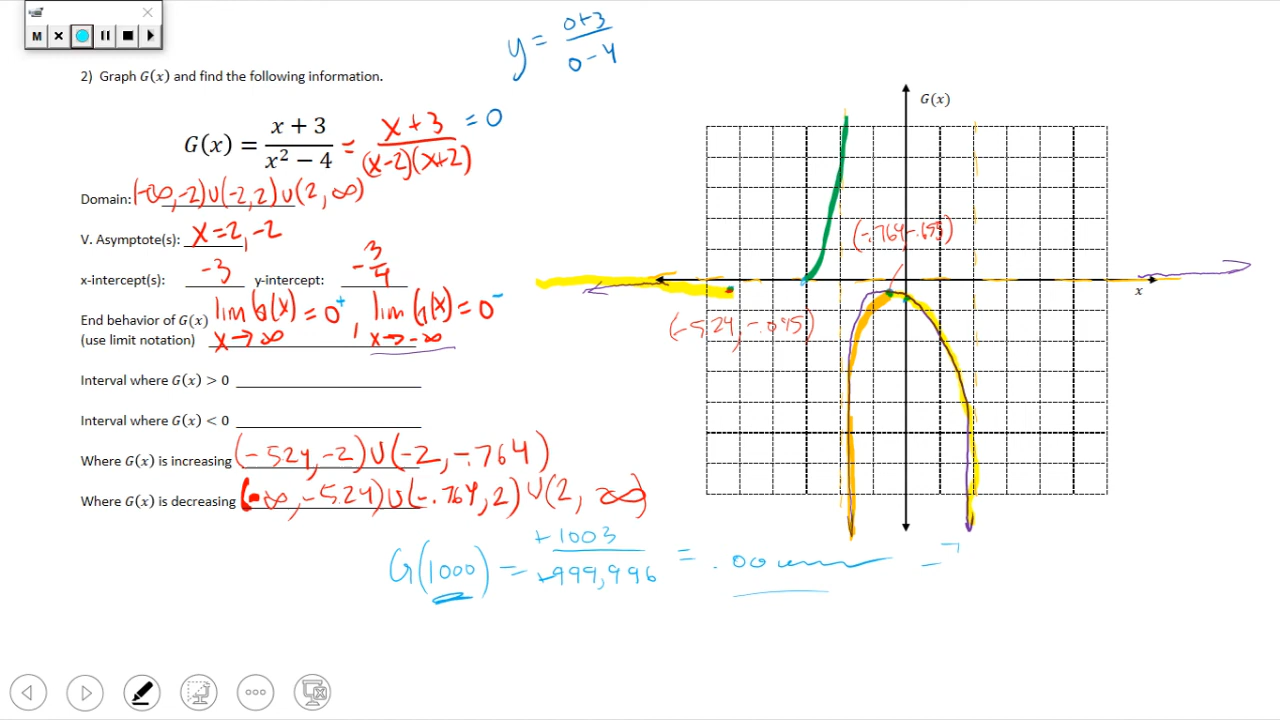 M
y = 0+3 / 0-4
2) Graph G(x) and find the following information.
G(x)
G(x) = x + 3 / x² − 4 = x+3 / (x-2)(x+2) = 0
Domain: (-∞,-2)∪(-2,2)∪(2,∞)
V. Asymptote(s): x=2,-2
(-.764,-.655)
x-intercept(s): -3 y-intercept: -3/4
x
End behavior of G(x) lim G(x) = 0⁺, lim G(x) = 0⁻
(use limit notation) x→∞ x→-∞
(-5.24, -.095)
Interval where G(x) > 0
Interval where G(x) < 0
Where G(x) is increasing (-5.24,-2)∪(-2,-.764)
Where G(x) is decreasing (-∞,-5.24)∪(-.764,2)∪(2,∞)
G(1000) = +1003 / +999,996 = .00